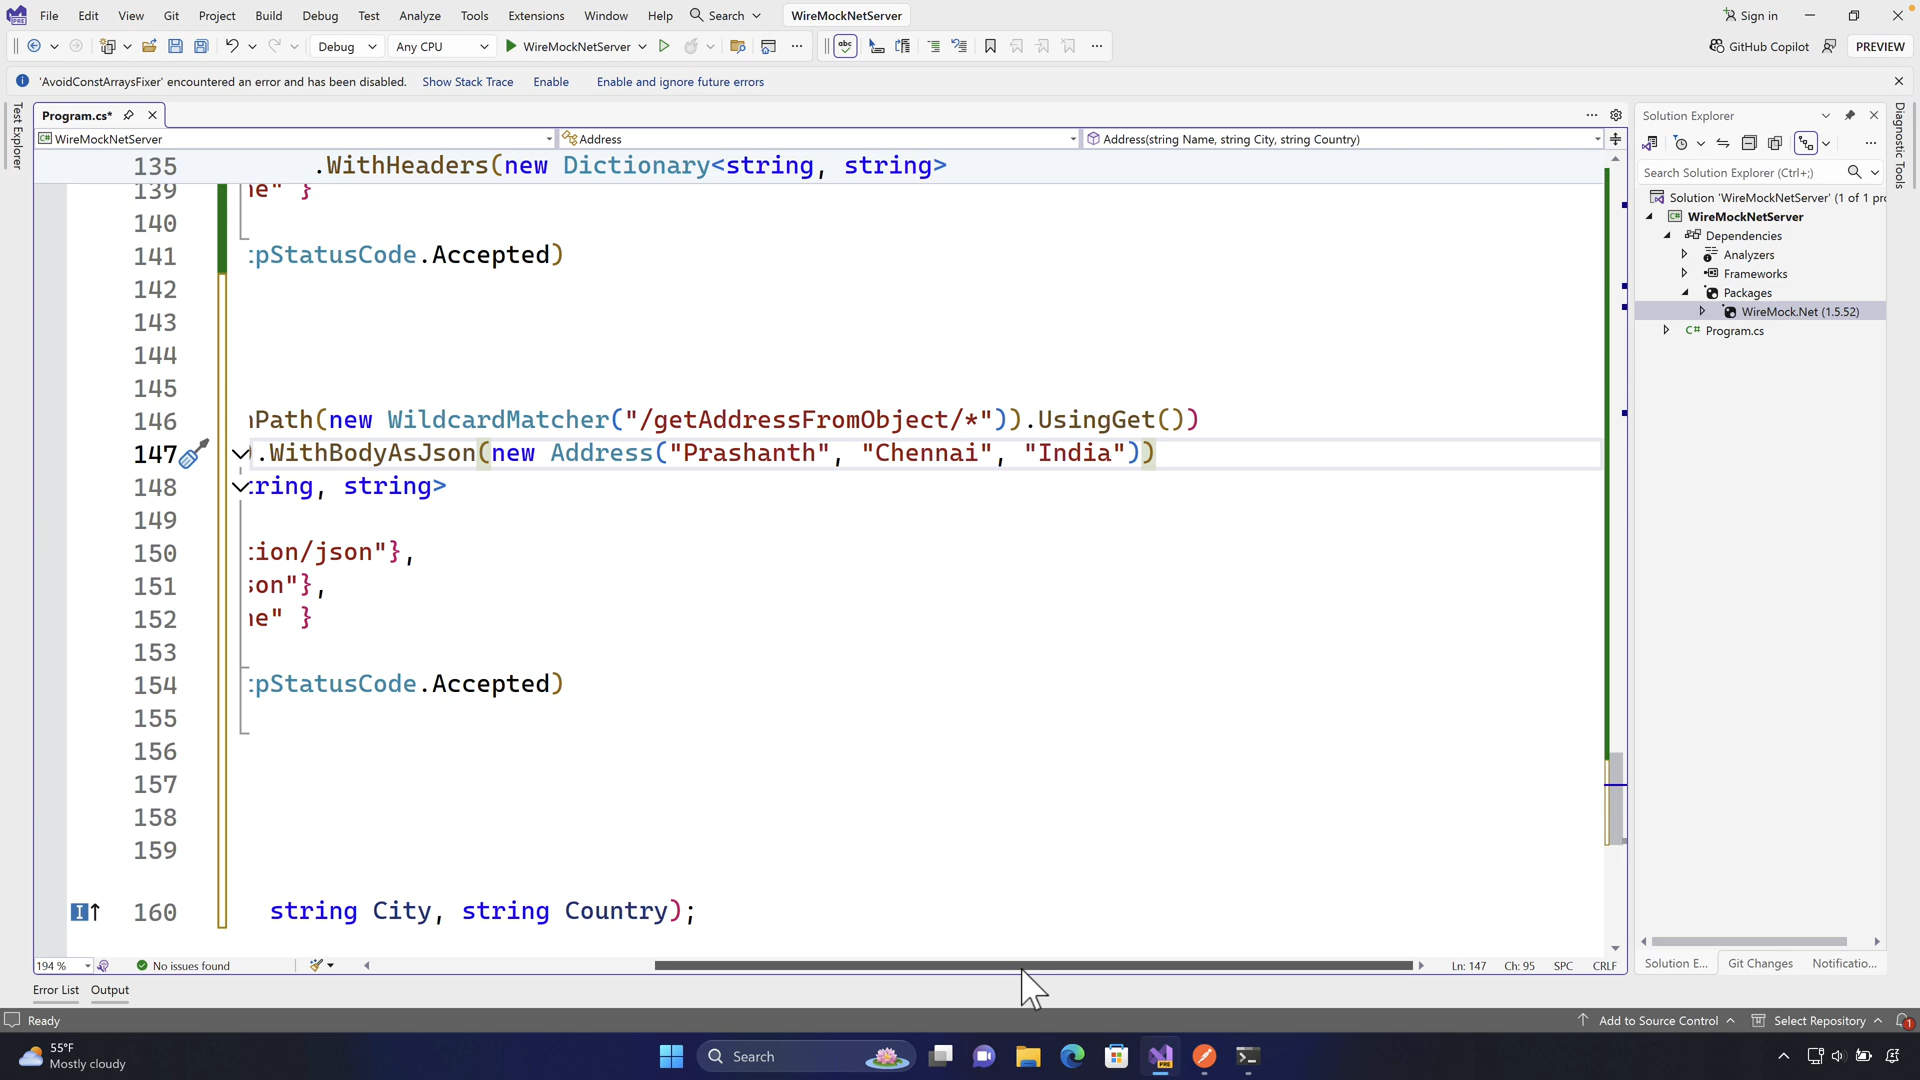 File Edit View Git Project Build Debug Test Analyze Tools Extensions Window Help Search WireMockNetServer Sign in
Debug Any CPU WireMockNetServer abc GitHub Copilot PREVIEW
'AvoidConstArraysFixer' encountered an error and has been disabled. Show Stack Trace Enable Enable and ignore future errors
Test Explorer
Program.cs*
WireMockNetServer Address Address(string Name, string City, string Country)
135 .WithHeaders(new Dictionary<string, string>
139 e" }
140
141 pStatusCode.Accepted)
142
143
144
145
146 Path(new WildcardMatcher("/getAddressFromObject/*")).UsingGet())
147 .WithBodyAsJson(new Address("Prashanth", "Chennai", "India"))
148 ring, string>
149
150 tion/json"},
151 son"},
152 e" }
153
154 pStatusCode.Accepted)
155
156
157
158
159
160 string City, string Country);
194 % No issues found Ln: 147 Ch: 95 SPC CRLF
Solution Explorer
Search Solution Explorer (Ctrl+;)
Solution 'WireMockNetServer' (1 of 1 pr
WireMockNetServer
Dependencies
Analyzers
Frameworks
Packages
WireMock.Net (1.5.52)
C# Program.cs
Solution E... Git Changes Notificatio...
Diagnostic Tools
Error List Output
Ready Add to Source Control Select Repository 1
55°F
Mostly cloudy
Search
PRE